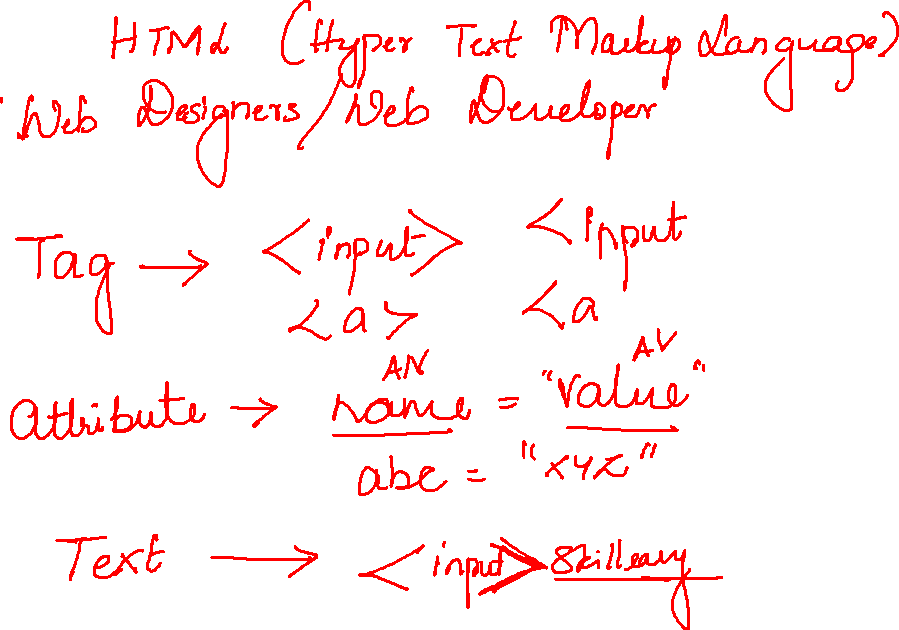 HTML (Hyper Text Markup Language)
Web Designers / Web Developer
Tag → <input> <input
<a> <a
AN AV
Attribute → name = "value"
abc = "xyz"
Text → <input> Skilleary